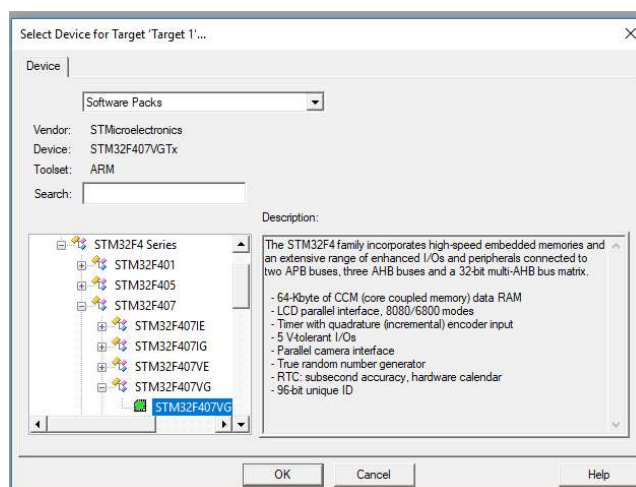 Select Device for Target 'Target 1'...
Device
Software Packs
Vendor: STMicroelectronics
Device: STM32F407VGTx
Toolset: ARM
Search:
Description:
STM32F4 Series
STM32F401
STM32F405
STM32F407
STM32F407IE
STM32F407IG
STM32F407VE
STM32F407VG
STM32F407VG
The STM32F4 family incorporates high-speed embedded memories and
an extensive range of enhanced I/Os and peripherals connected to
two APB buses, three AHB buses and a 32-bit multi-AHB bus matrix.
- 64-Kbyte of CCM (core coupled memory) data RAM
- LCD parallel interface, 8080/6800 modes
- Timer with quadrature (incremental) encoder input
- 5 V-tolerant I/Os
- Parallel camera interface
- True random number generator
- RTC: subsecond accuracy, hardware calendar
- 96-bit unique ID
OK
Cancel
Help